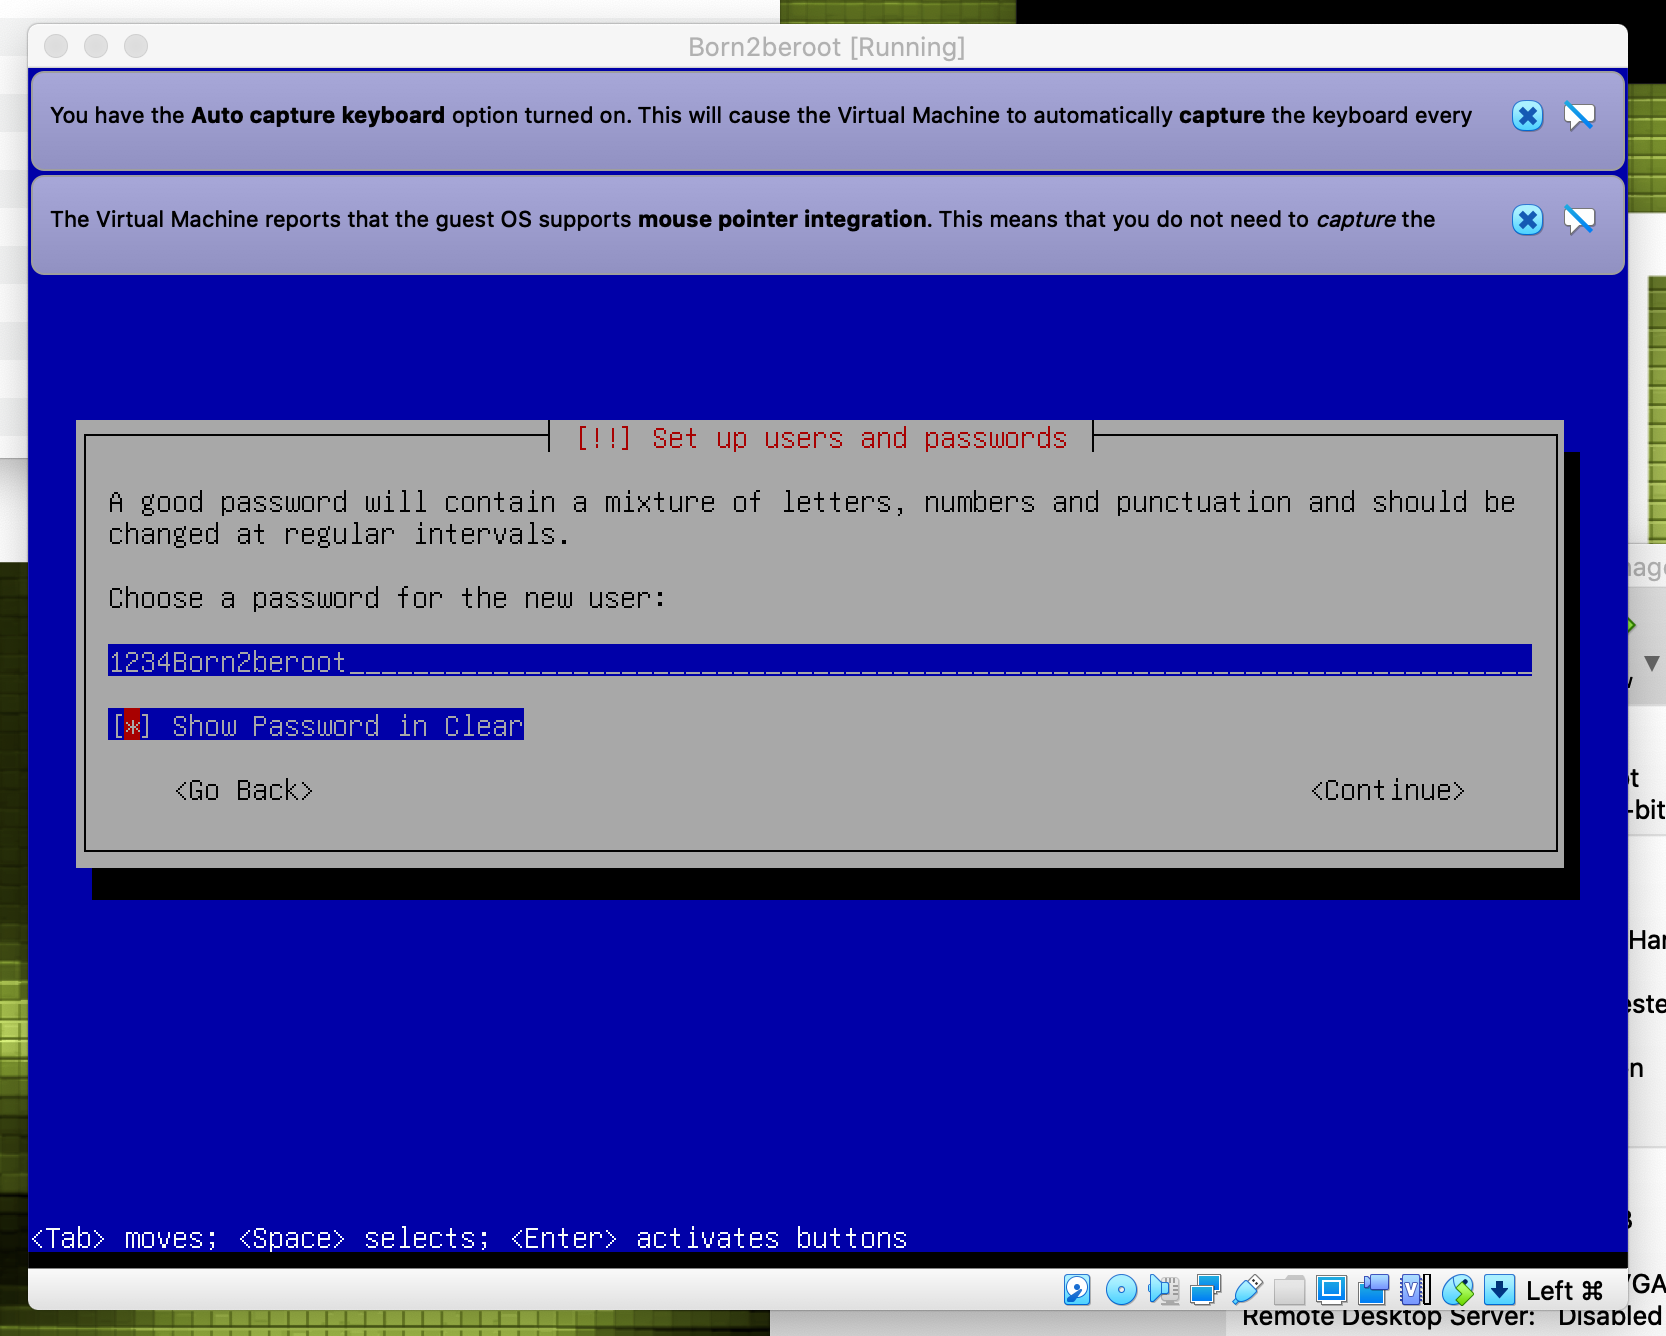 Born2beroot [Running]
You have the Auto capture keyboard option turned on. This will cause the Virtual Machine to automatically capture the keyboard every
The Virtual Machine reports that the guest OS supports mouse pointer integration. This means that you do not need to capture the
[!!] Set up users and passwords
A good password will contain a mixture of letters, numbers and punctuation and should be
changed at regular intervals.
Choose a password for the new user:
1234Born2beroot
[*] Show Password in Clear
<Go Back> <Continue>
<Tab> moves; <Space> selects; <Enter> activates buttons
Left ⌘
-bit
Remote Desktop Server: Disabled